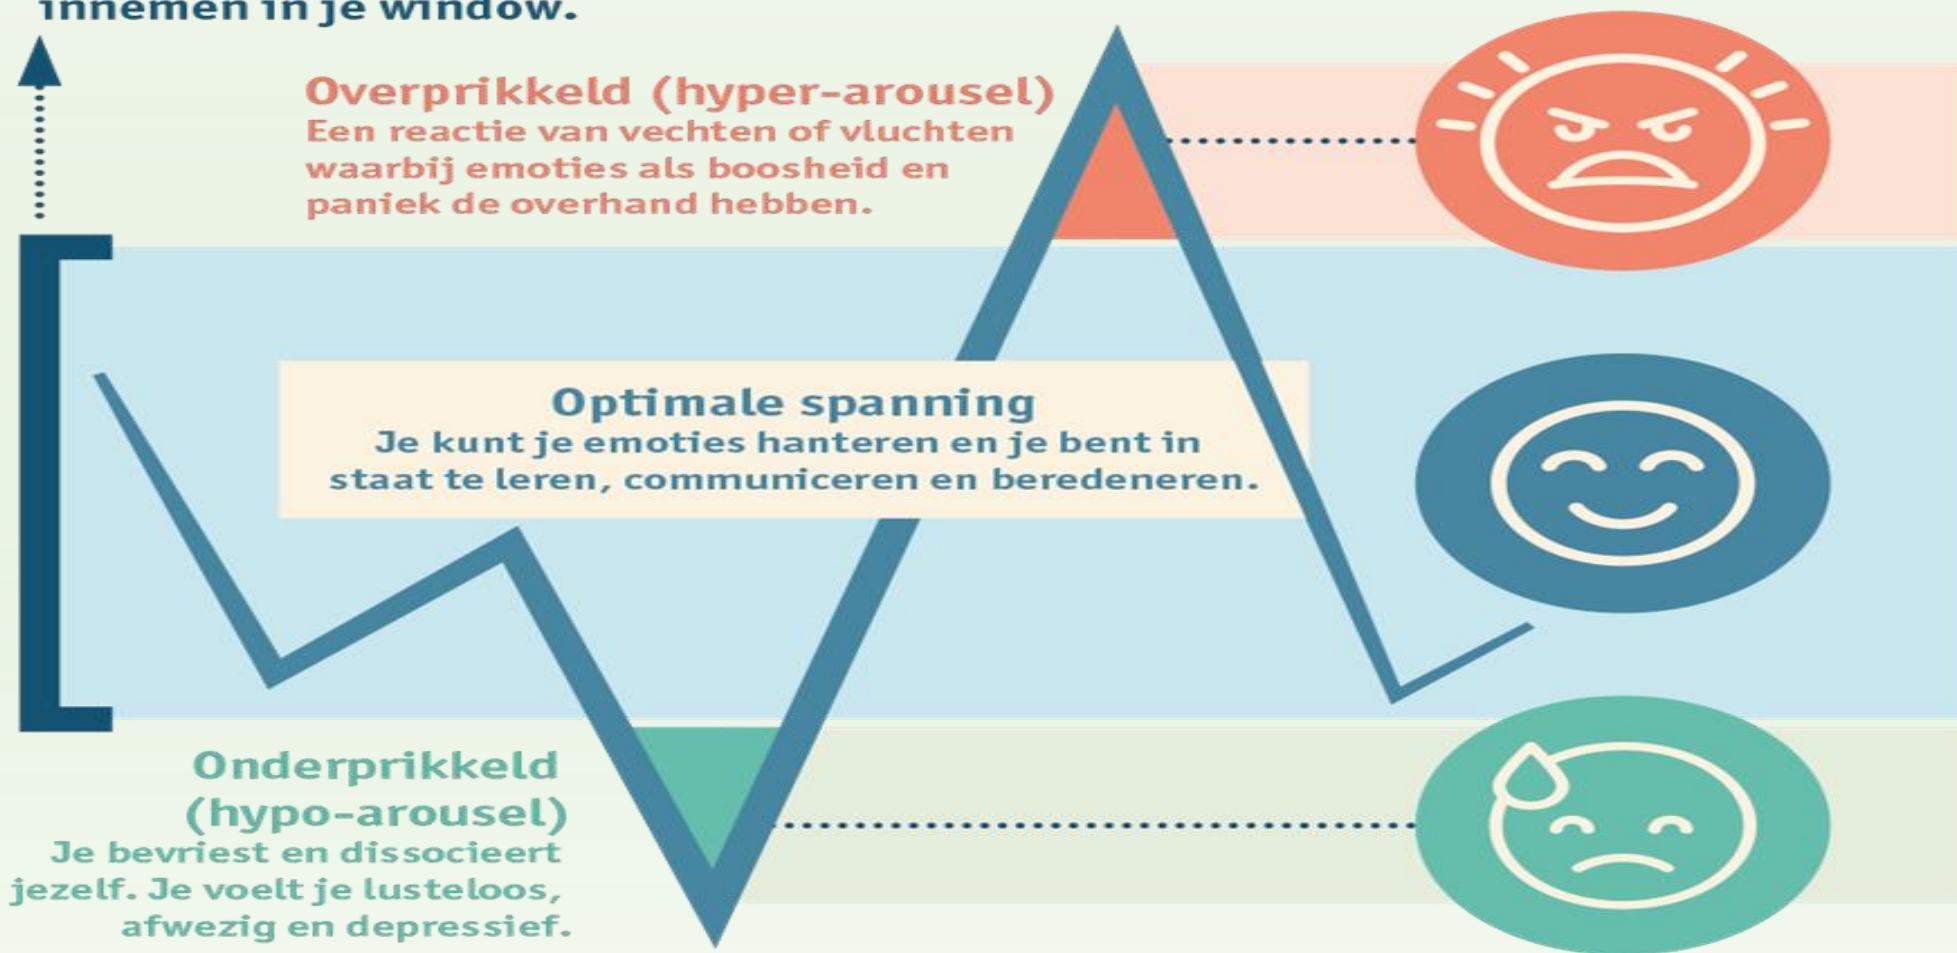 innemen in je window.
Overprikkeld (hyper-arousel)
Een reactie van vechten of vluchten
waarbij emoties als boosheid en
paniek de overhand hebben.
Optimale spanning
Je kunt je emoties hanteren en je bent in
staat te leren, communiceren en beredeneren.
Onderprikkeld
(hypo-arousel)
Je bevriest en dissocieert
jezelf. Je voelt je lusteloos,
afwezig en depressief.